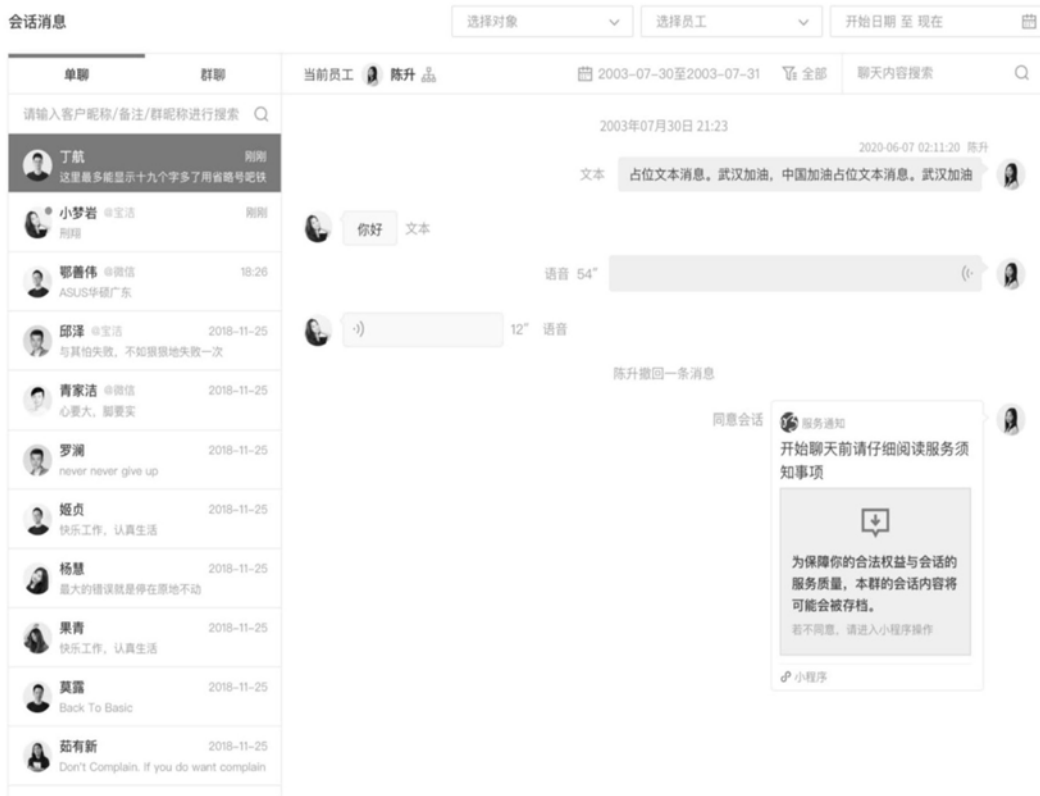 会话消息
选择对象
选择员工
开始日期 至 现在
单聊
群聊
当前员工 陈升
2003-07-30至2003-07-31
全部
聊天内容搜索
请输入客户昵称/备注/群昵称进行搜索
丁航 刚刚
这里最多能显示十九个字多了用省略号吧铁
小梦岩 @宝洁 刚刚
荆翔
鄂善伟 @微信 18:26
ASUS华硕广东
邱泽 @宝洁 2018-11-25
与其怕失败，不如狠狠地失败一次
青家洁 @微信 2018-11-25
心要大，脚要实
罗澜 2018-11-25
never never give up
姬贞 2018-11-25
快乐工作，认真生活
杨慧 2018-11-25
最大的错误就是停在原地不动
果青 2018-11-25
快乐工作，认真生活
莫露 2018-11-25
Back To Basic
茹有新 2018-11-25
Don't Complain. If you do want complain
2003年07月30日 21:23
2020-06-07 02:11:20 陈升
文本 占位文本消息。武汉加油，中国加油占位文本消息。武汉加油
你好 文本
语音 54"
12" 语音
陈升撤回一条消息
同意会话
服务通知
开始聊天前请仔细阅读服务须
知事项
为保障你的合法权益与会话的
服务质量，本群的会话内容将
可能会被存档。
若不同意，请进入小程序操作
小程序